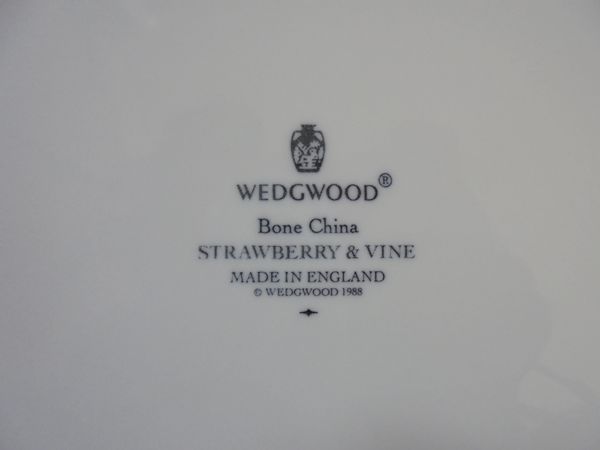 WEDGWOOD®
Bone China
STRAWBERRY & VINE
MADE IN ENGLAND
© WEDGWOOD 1988